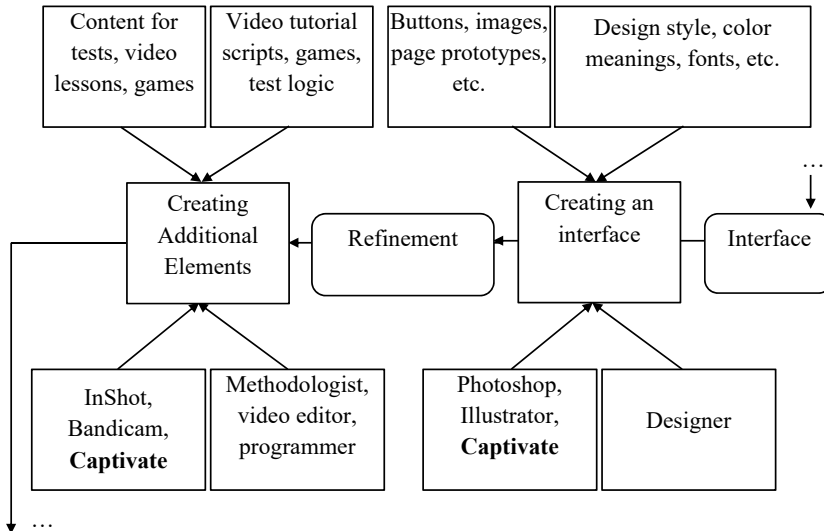 Content for
tests, video
lessons, games
Video tutorial
scripts, games,
test logic
Buttons, images,
page prototypes,
etc.
Design style, color
meanings, fonts, etc.
...
Creating
Additional
Elements
Refinement
Creating an
interface
Interface
InShot,
Bandicam,
Captivate
Methodologist,
video editor,
programmer
Photoshop,
Illustrator,
Captivate
Designer
...